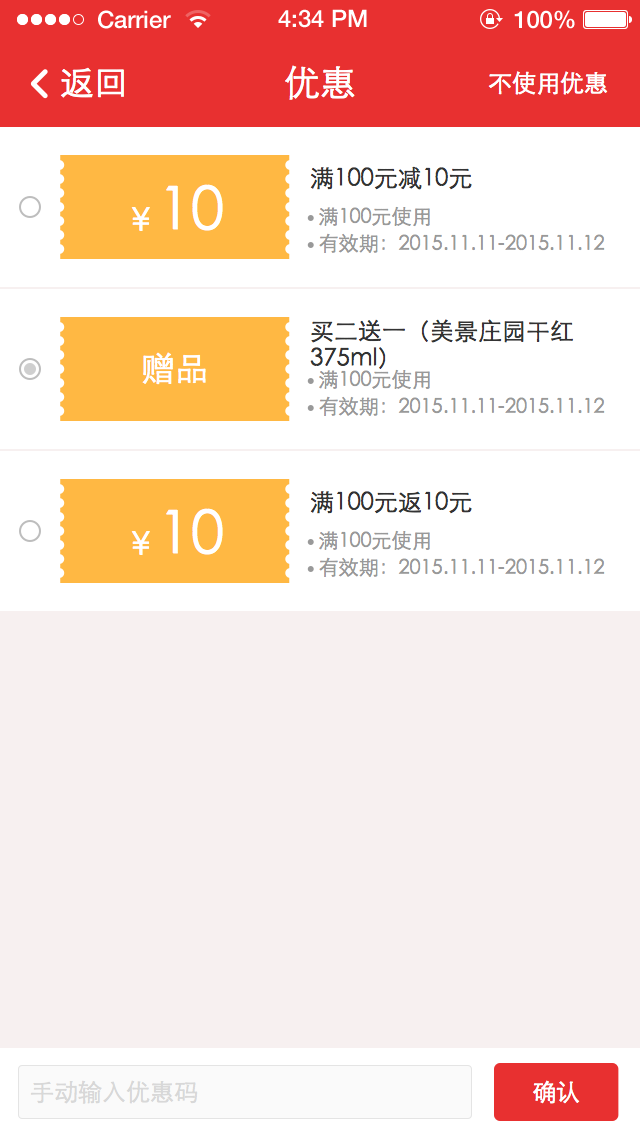 Carrier 4:34 PM 100%
返回 优惠 不使用优惠
¥ 10
满100元减10元
• 满100元使用
• 有效期：2015.11.11-2015.11.12
赠品
买二送一（美景庄园干红
375ml）
• 满100元使用
• 有效期：2015.11.11-2015.11.12
¥ 10
满100元返10元
• 满100元使用
• 有效期：2015.11.11-2015.11.12
手动输入优惠码 确认